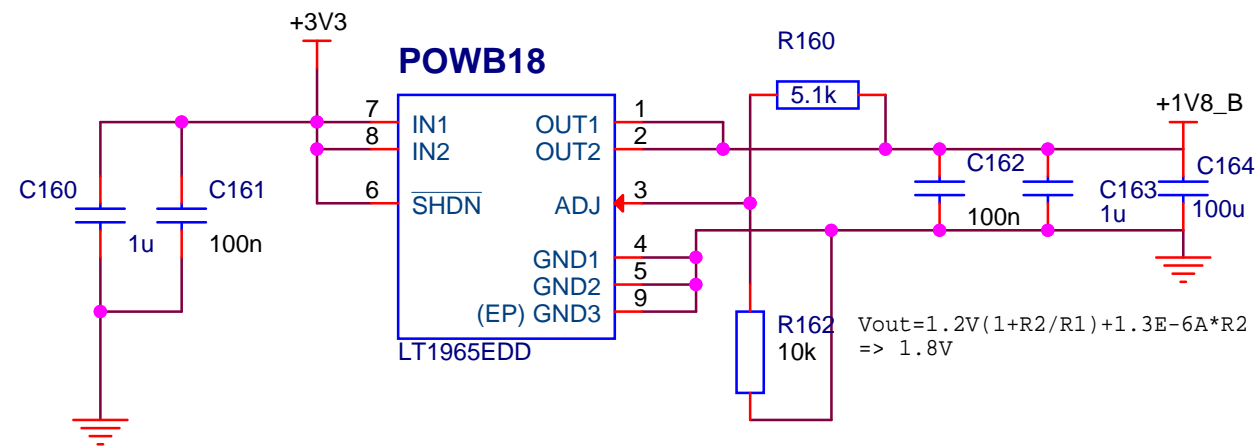 +3V3
R160
POWB18
5.1k
+1V8_B
7
IN1
OUT1
1
8
IN2
OUT2
2
C160
C161
6
SHDN
ADJ
3
C162
C163
C164
1u
100n
100n
1u
100u
GND1
4
GND2
5
(EP) GND3
9
LT1965EDD
R162
10k
Vout=1.2V(1+R2/R1)+1.3E-6A*R2
=> 1.8V